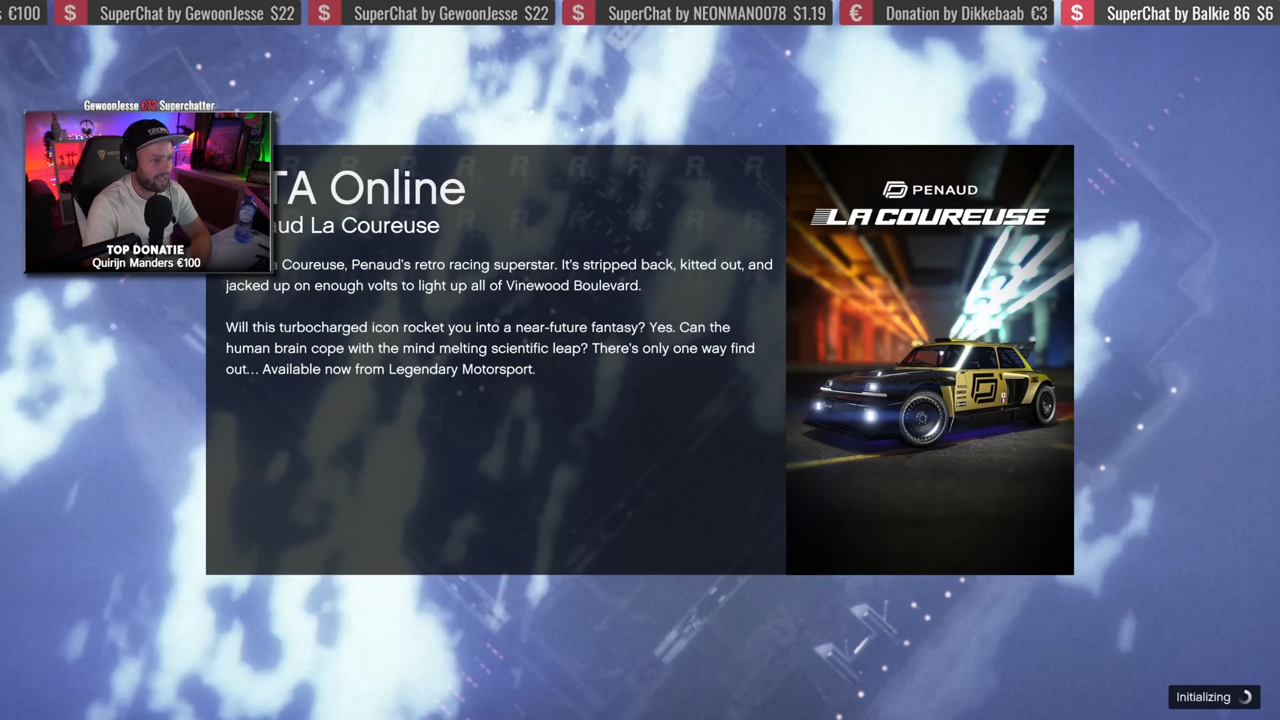 s €100 $ SuperChat by GewoonJesse $22 $ SuperChat by GewoonJesse $22 $ SuperChat by NEONMAN0078 $1.19 € Donation by Dikkebaab €3 $ SuperChat by Balkie 86 $6
GewoonJesse €72 Superchatter
TOP DONATIE
Quirijn Manders €100
TA Online
ud La Coureuse
Coureuse, Penaud's retro racing superstar. It's stripped back, kitted out, and
jacked up on enough volts to light up all of Vinewood Boulevard.
Will this turbocharged icon rocket you into a near-future fantasy? Yes. Can the
human brain cope with the mind melting scientific leap? There's only one way find
out... Available now from Legendary Motorsport.
PENAUD
LA COUREUSE
Initializing